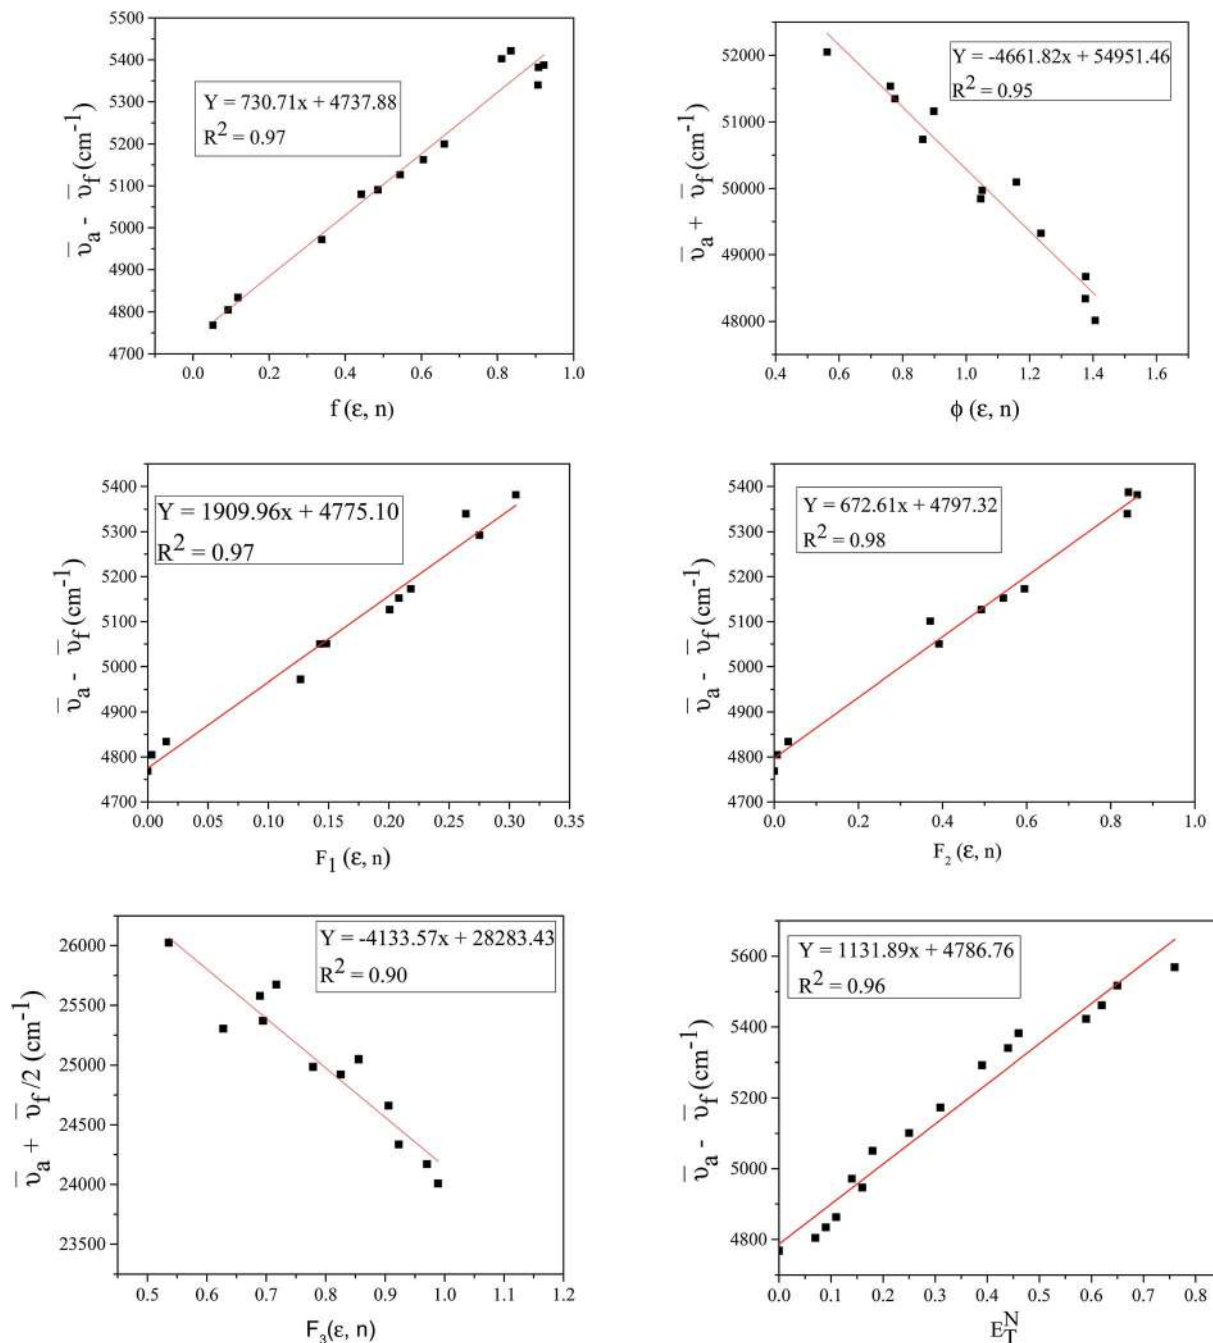 5500
5400
5300
5200
5100
5000
4900
4800
4700
Y = 730.71x + 4737.88
R² = 0.97
ῡa - ῡf (cm⁻¹)
0.0 0.2 0.4 0.6 0.8 1.0
f (ε, n)
52000
51000
50000
49000
48000
Y = -4661.82x + 54951.46
R² = 0.95
ῡa + ῡf (cm⁻¹)
0.4 0.6 0.8 1.0 1.2 1.4 1.6
ϕ (ε, n)
5400
5300
5200
5100
5000
4900
4800
4700
Y = 1909.96x + 4775.10
R² = 0.97
ῡa - ῡf (cm⁻¹)
0.00 0.05 0.10 0.15 0.20 0.25 0.30 0.35
F₁ (ε, n)
5400
5300
5200
5100
5000
4900
4800
4700
Y = 672.61x + 4797.32
R² = 0.98
ῡa - ῡf (cm⁻¹)
0.0 0.2 0.4 0.6 0.8 1.0
F₂ (ε, n)
26000
25500
25000
24500
24000
23500
Y = -4133.57x + 28283.43
R² = 0.90
ῡa + ῡf /2 (cm⁻¹)
0.5 0.6 0.7 0.8 0.9 1.0 1.1 1.2
F₃(ε, n)
5600
5400
5200
5000
4800
Y = 1131.89x + 4786.76
R² = 0.96
ῡa - ῡf (cm⁻¹)
0.0 0.1 0.2 0.3 0.4 0.5 0.6 0.7 0.8
E_T^N